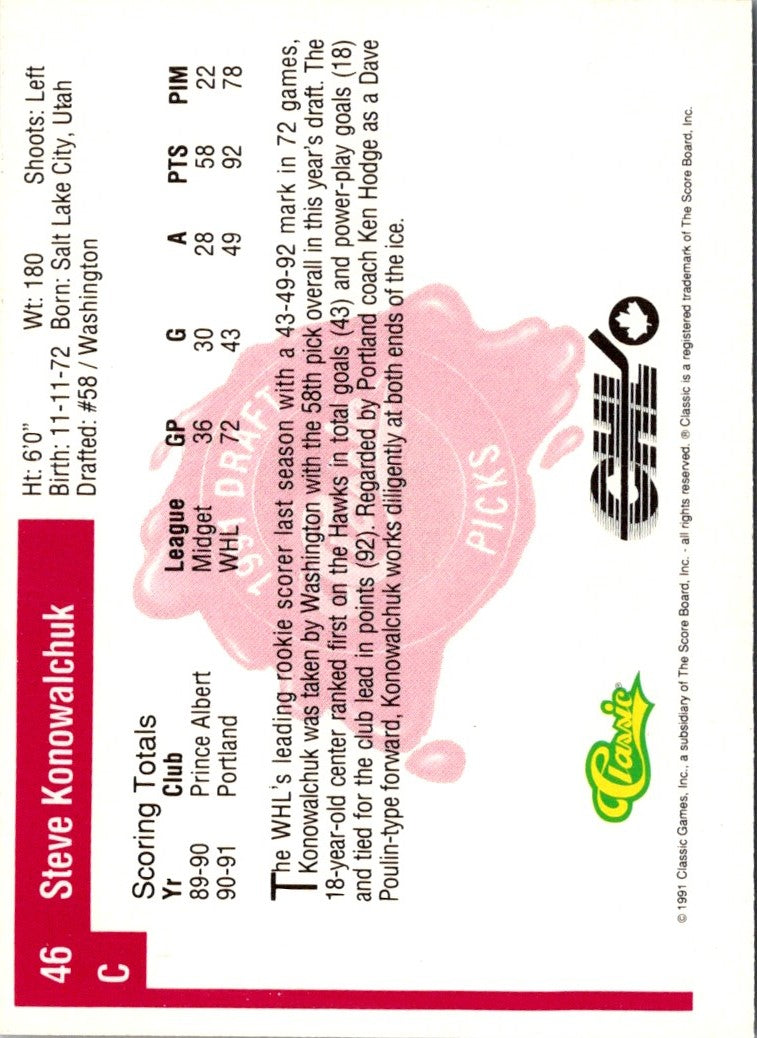 46 Steve Konowalchuk
C
Ht: 6'0" Wt: 180 Shoots: Left
Birth: 11-11-72 Born: Salt Lake City, Utah
Drafted: #58 / Washington
Scoring Totals
Yr Club League GP G A PTS PIM
89-90 Prince Albert Midget 36 30 28 58 22
90-91 Portland WHL 72 43 49 92 78
The WHL's leading rookie scorer last season with a 43-49-92 mark in 72 games,
Konowalchuk was taken by Washington with the 58th pick overall in this year's draft. The
18-year-old center ranked first on the Hawks in total goals (43) and power-play goals (18)
and tied for the club lead in points (92). Regarded by Portland coach Ken Hodge as a Dave
Poulin-type forward, Konowalchuk works diligently at both ends of the ice.
1991 DRAFT
PICKS
Classic®
CHL
© 1991 Classic Games, Inc., a subsidiary of The Score Board, Inc. - all rights reserved. ® Classic is a registered trademark of The Score Board, Inc.